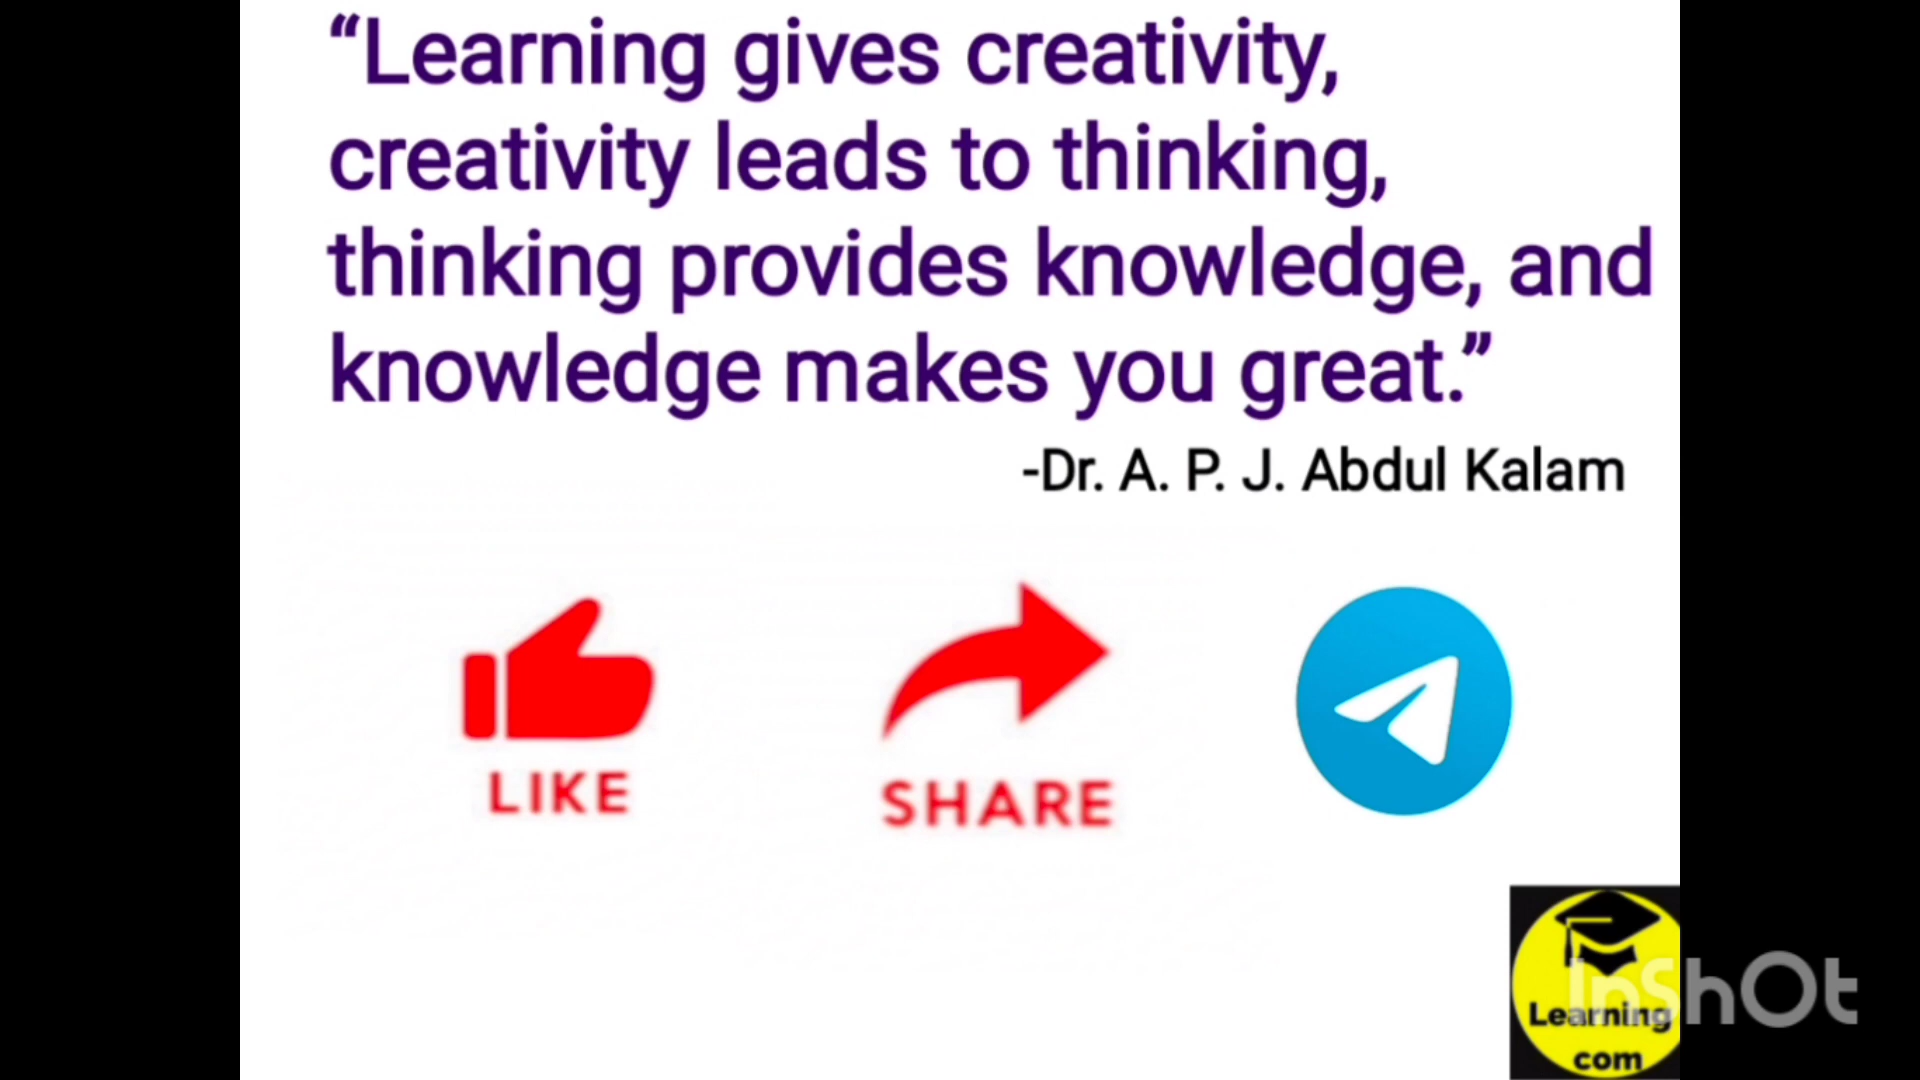 “Learning gives creativity,
creativity leads to thinking,
thinking provides knowledge, and
knowledge makes you great.”
-Dr. A. P. J. Abdul Kalam
LIKE
SHARE
Learning
com
InShOt